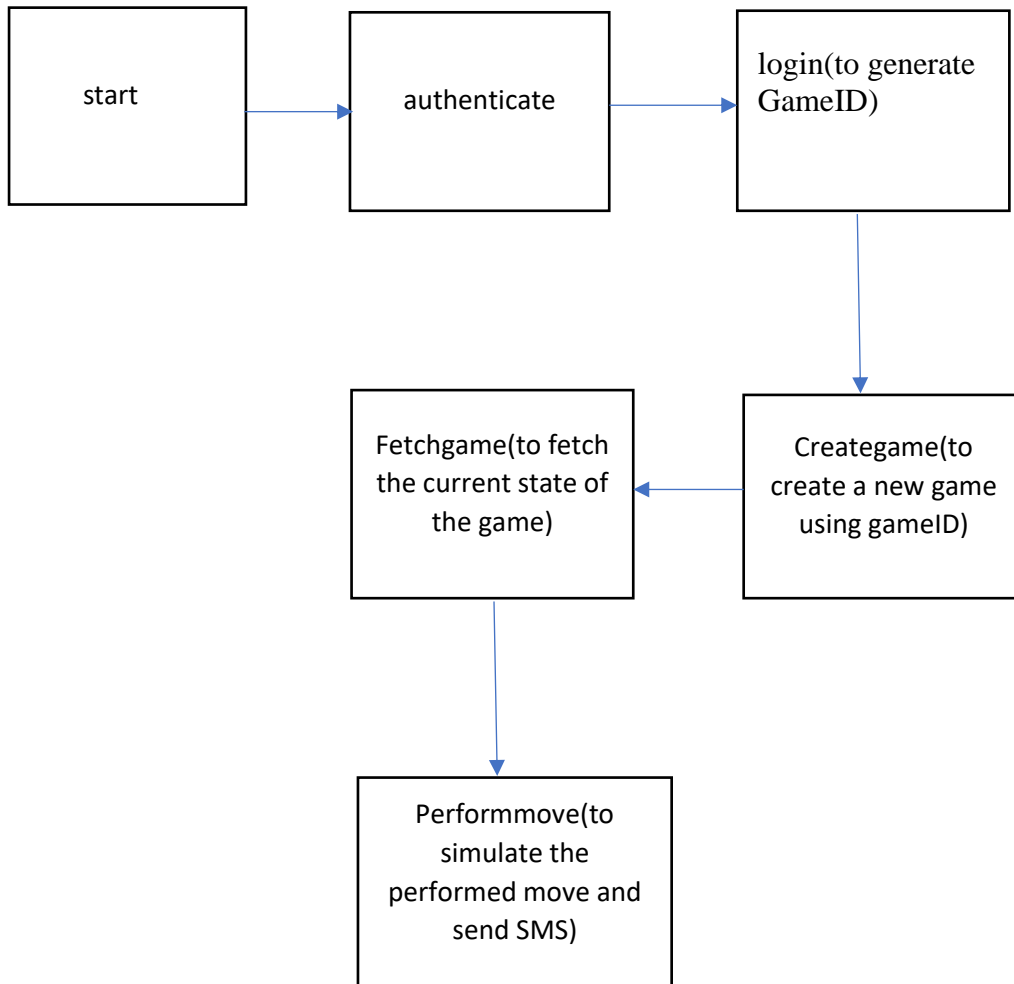 start
authenticate
login(to generate
GameID)
Crategame(to
create a new game
using gameID)
Fetchgame(to fetch
the current state of
the game)
Performmove(to
simulate the
performed move and
send SMS)